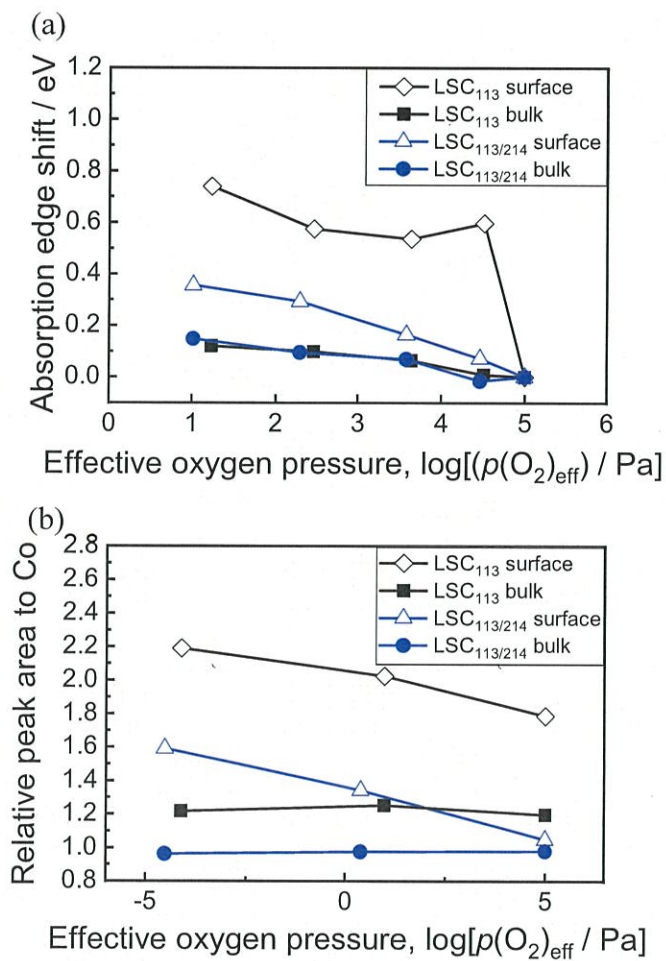 (a)
1.2
1.0
0.8
0.6
0.4
0.2
0.0
Absorption edge shift / eV
LSC113 surface
LSC113 bulk
LSC113/214 surface
LSC113/214 bulk
0 1 2 3 4 5 6
Effective oxygen pressure, log[(p(O2)eff) / Pa]
(b)
2.8
2.6
2.4
2.2
2.0
1.8
1.6
1.4
1.2
1.0
0.8
Relative peak area to Co
LSC113 surface
LSC113 bulk
LSC113/214 surface
LSC113/214 bulk
-5 0 5
Effective oxygen pressure, log[p(O2)eff / Pa]